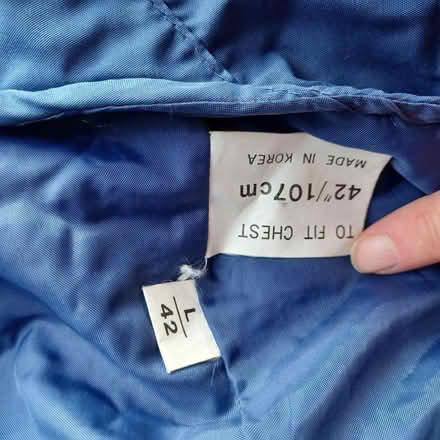 TO FIT CHEST
42"/107cm
MADE IN KOREA
L
42